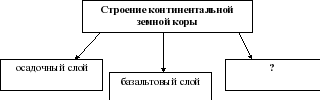 Строение континентальной
земной коры
осадочный слой
базальтовый слой
?